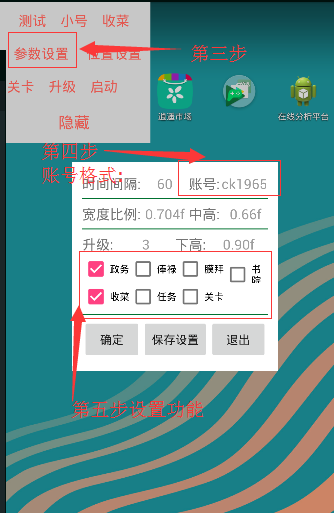 测试 小号 收菜
参数设置 位置设置 第三步
关卡 升级 启动
隐藏
逍遥市场 在线分析平台
第四步
账号格式:
时间间隔: 60 账号:ck1965
宽度比例: 0.704f 中高: 0.66f
升级: 3 下高: 0.90f
政务 俸禄 膜拜 书院
收菜 任务 关卡
确定 保存设置 退出
第五步设置功能